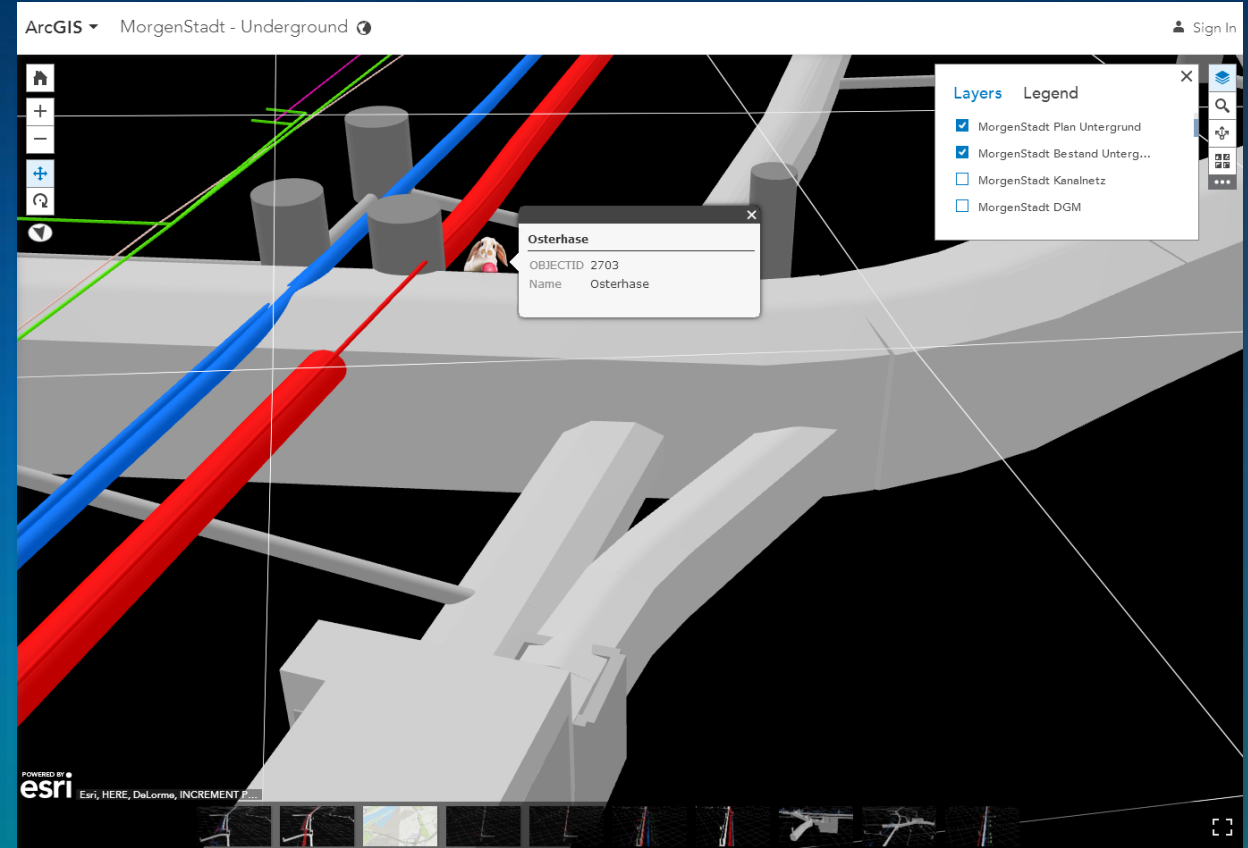 ArcGIS MorgenStadt - Underground
Sign In
Layers Legend
MorgenStadt Plan Untergrund
MorgenStadt Bestand Unterg...
MorgenStadt Kanalnetz
MorgenStadt DGM
Osterhase
OBJECTID 2703
Name Osterhase
POWERED BY
esri
Esri, HERE, DeLorme, INCREMENT P...